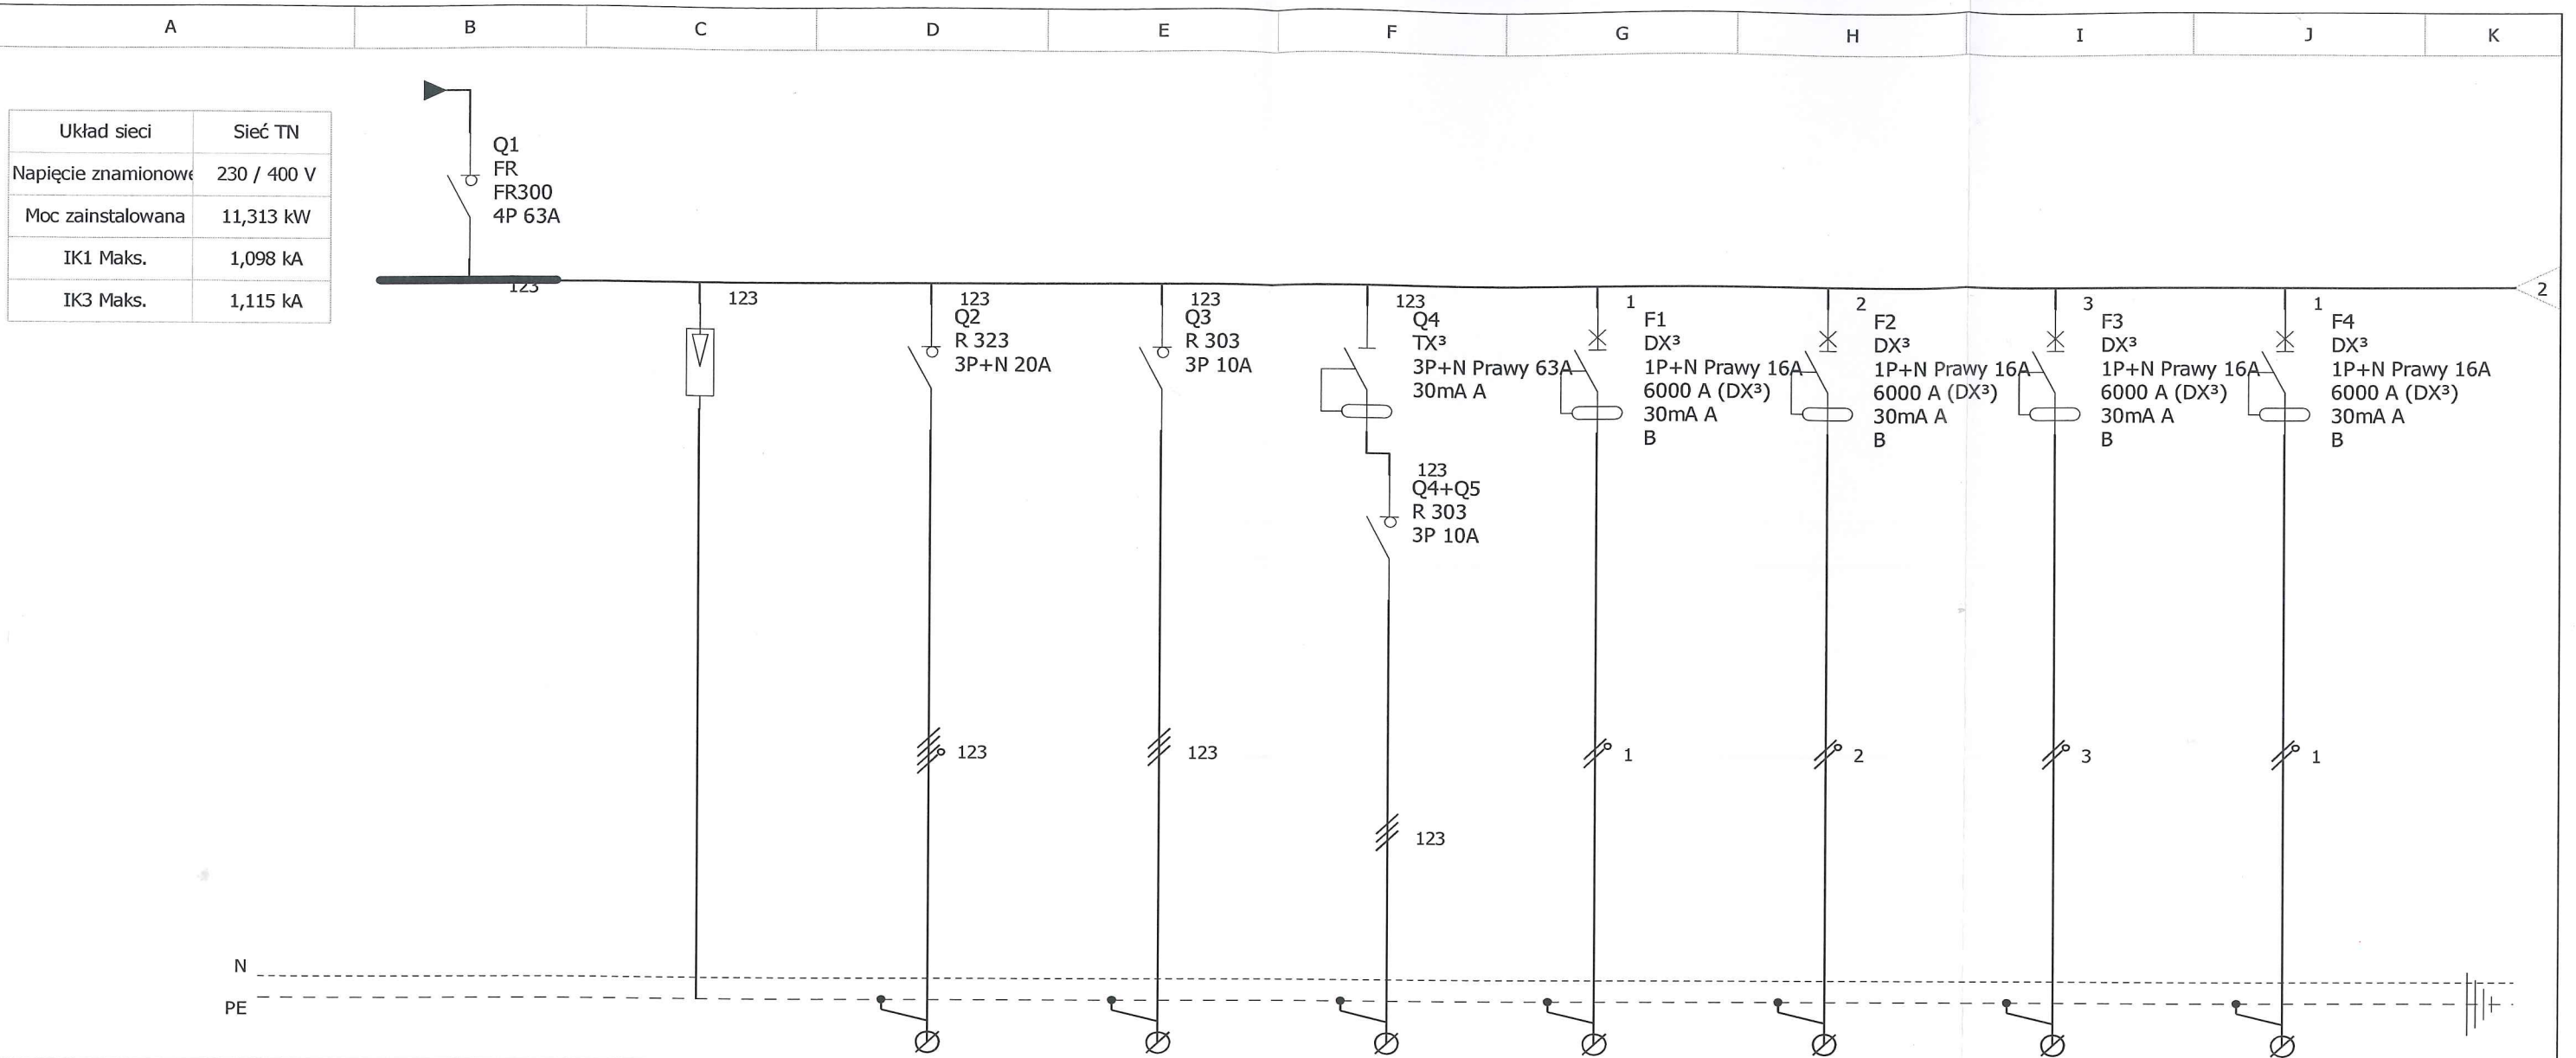 A B C D E F G H I J K
Układ sieci Sieć TN
Napięcie znamionowe 230 / 400 V
Moc zainstalowana 11,313 kW
IK1 Maks. 1,098 kA
IK3 Maks. 1,115 kA
Q1
FR
FR300
4P 63A
123
123
123
Q2
R 323
3P+N 20A
123
Q3
R 303
3P 10A
123
Q4
TX³
3P+N Prawy 63A
30mA A
123
Q4+Q5
R 303
3P 10A
1
F1
DX³
1P+N Prawy 16A
6000 A (DX³)
30mA A
B
2
F2
DX³
1P+N Prawy 16A
6000 A (DX³)
30mA A
B
3
F3
DX³
1P+N Prawy 16A
6000 A (DX³)
30mA A
B
1
F4
DX³
1P+N Prawy 16A
6000 A (DX³)
30mA A
B
2
123
123
123
1
2
3
1
N
PE